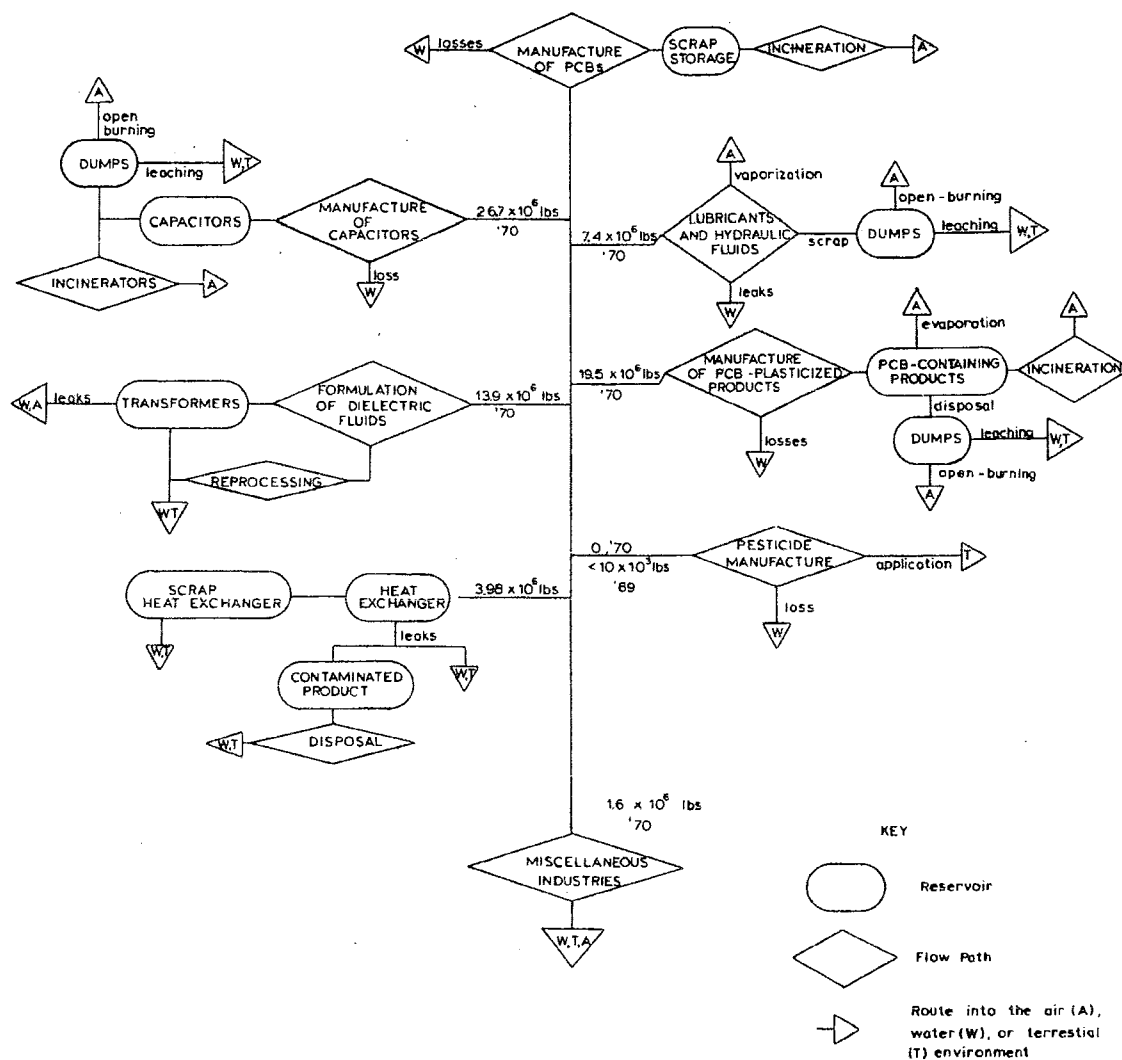 W
losses
MANUFACTURE
OF PCBs
SCRAP
STORAGE
INCINERATION
A
A
open
burning
DUMPS
leaching
W,T
CAPACITORS
MANUFACTURE
OF
CAPACITORS
26.7 x 10⁶ lbs
'70
INCINERATORS
A
loss
W
A
vaporization
7.4 x 10⁶ lbs
'70
LUBRICANTS
AND HYDRAULIC
FLUIDS
scrap
A
open-burning
DUMPS
leaching
W,T
leaks
W
W,A
leaks
TRANSFORMERS
FORMULATION
OF DIELECTRIC
FLUIDS
13.9 x 10⁶ lbs
'70
REPROCESSING
W,T
19.5 x 10⁶ lbs
'70
MANUFACTURE
OF PCB-PLASTICIZED
PRODUCTS
losses
W
A
evaporation
PCB-CONTAINING
PRODUCTS
A
INCINERATION
disposal
DUMPS
leaching
W,T
open-burning
A
0 ,'70
<10 x 10³ lbs
'69
PESTICIDE
MANUFACTURE
application
T
loss
W
SCRAP
HEAT EXCHANGER
HEAT
EXCHANGER
3.98 x 10⁶ lbs
W,T
leaks
W,T
CONTAMINATED
PRODUCT
W,T
DISPOSAL
1.6 x 10⁶ lbs
'70
MISCELLANEOUS
INDUSTRIES
W,T,A
KEY
Reservoir
Flow Path
Route into the air (A),
water (W), or terrestial
(T) environment